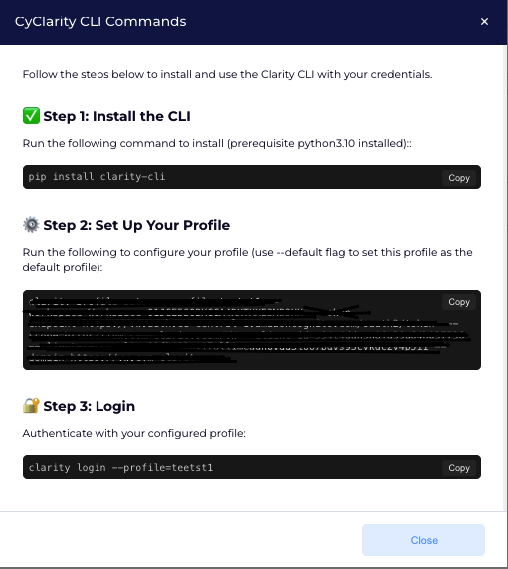 CyClarity CLI Commands
×
Follow the steps below to install and use the Clarity CLI with your credentials.
✅ Step 1: Install the CLI
Run the following command to install (prerequisite python3.10 installed)::
pip install clarity-cli
Copy
⚙️ Step 2: Set Up Your Profile
Run the following to configure your profile (use --default flag to set this profile as the
default profile):
Copy
🔐 Step 3: Login
Authenticate with your configured profile:
clarity login --profile=teetst1
Copy
Close